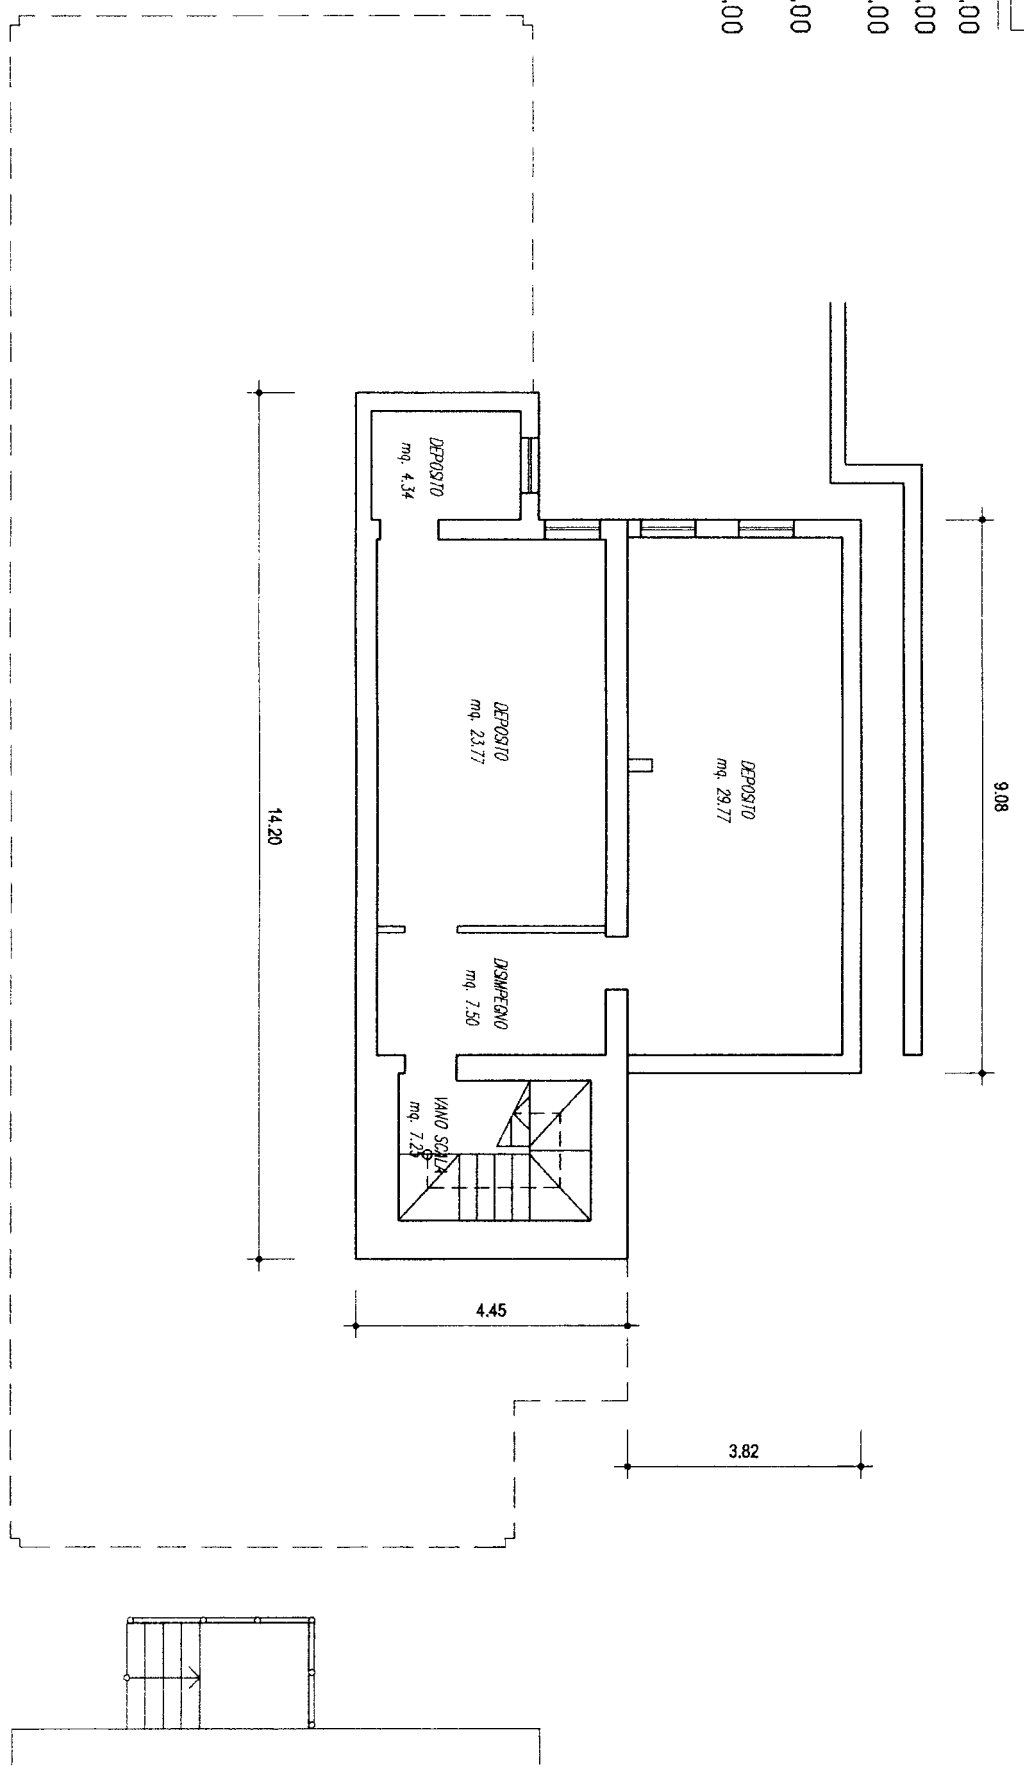 .00
.00
.00
.00
.00
DEPOSITO
mq. 4.34
DEPOSITO
mq. 23.77
DEPOSITO
mq. 29.77
9.08
14.20
DISIMPEGNO
mq. 7.50
VANO SCALA
mq. 7.23
4.45
3.82